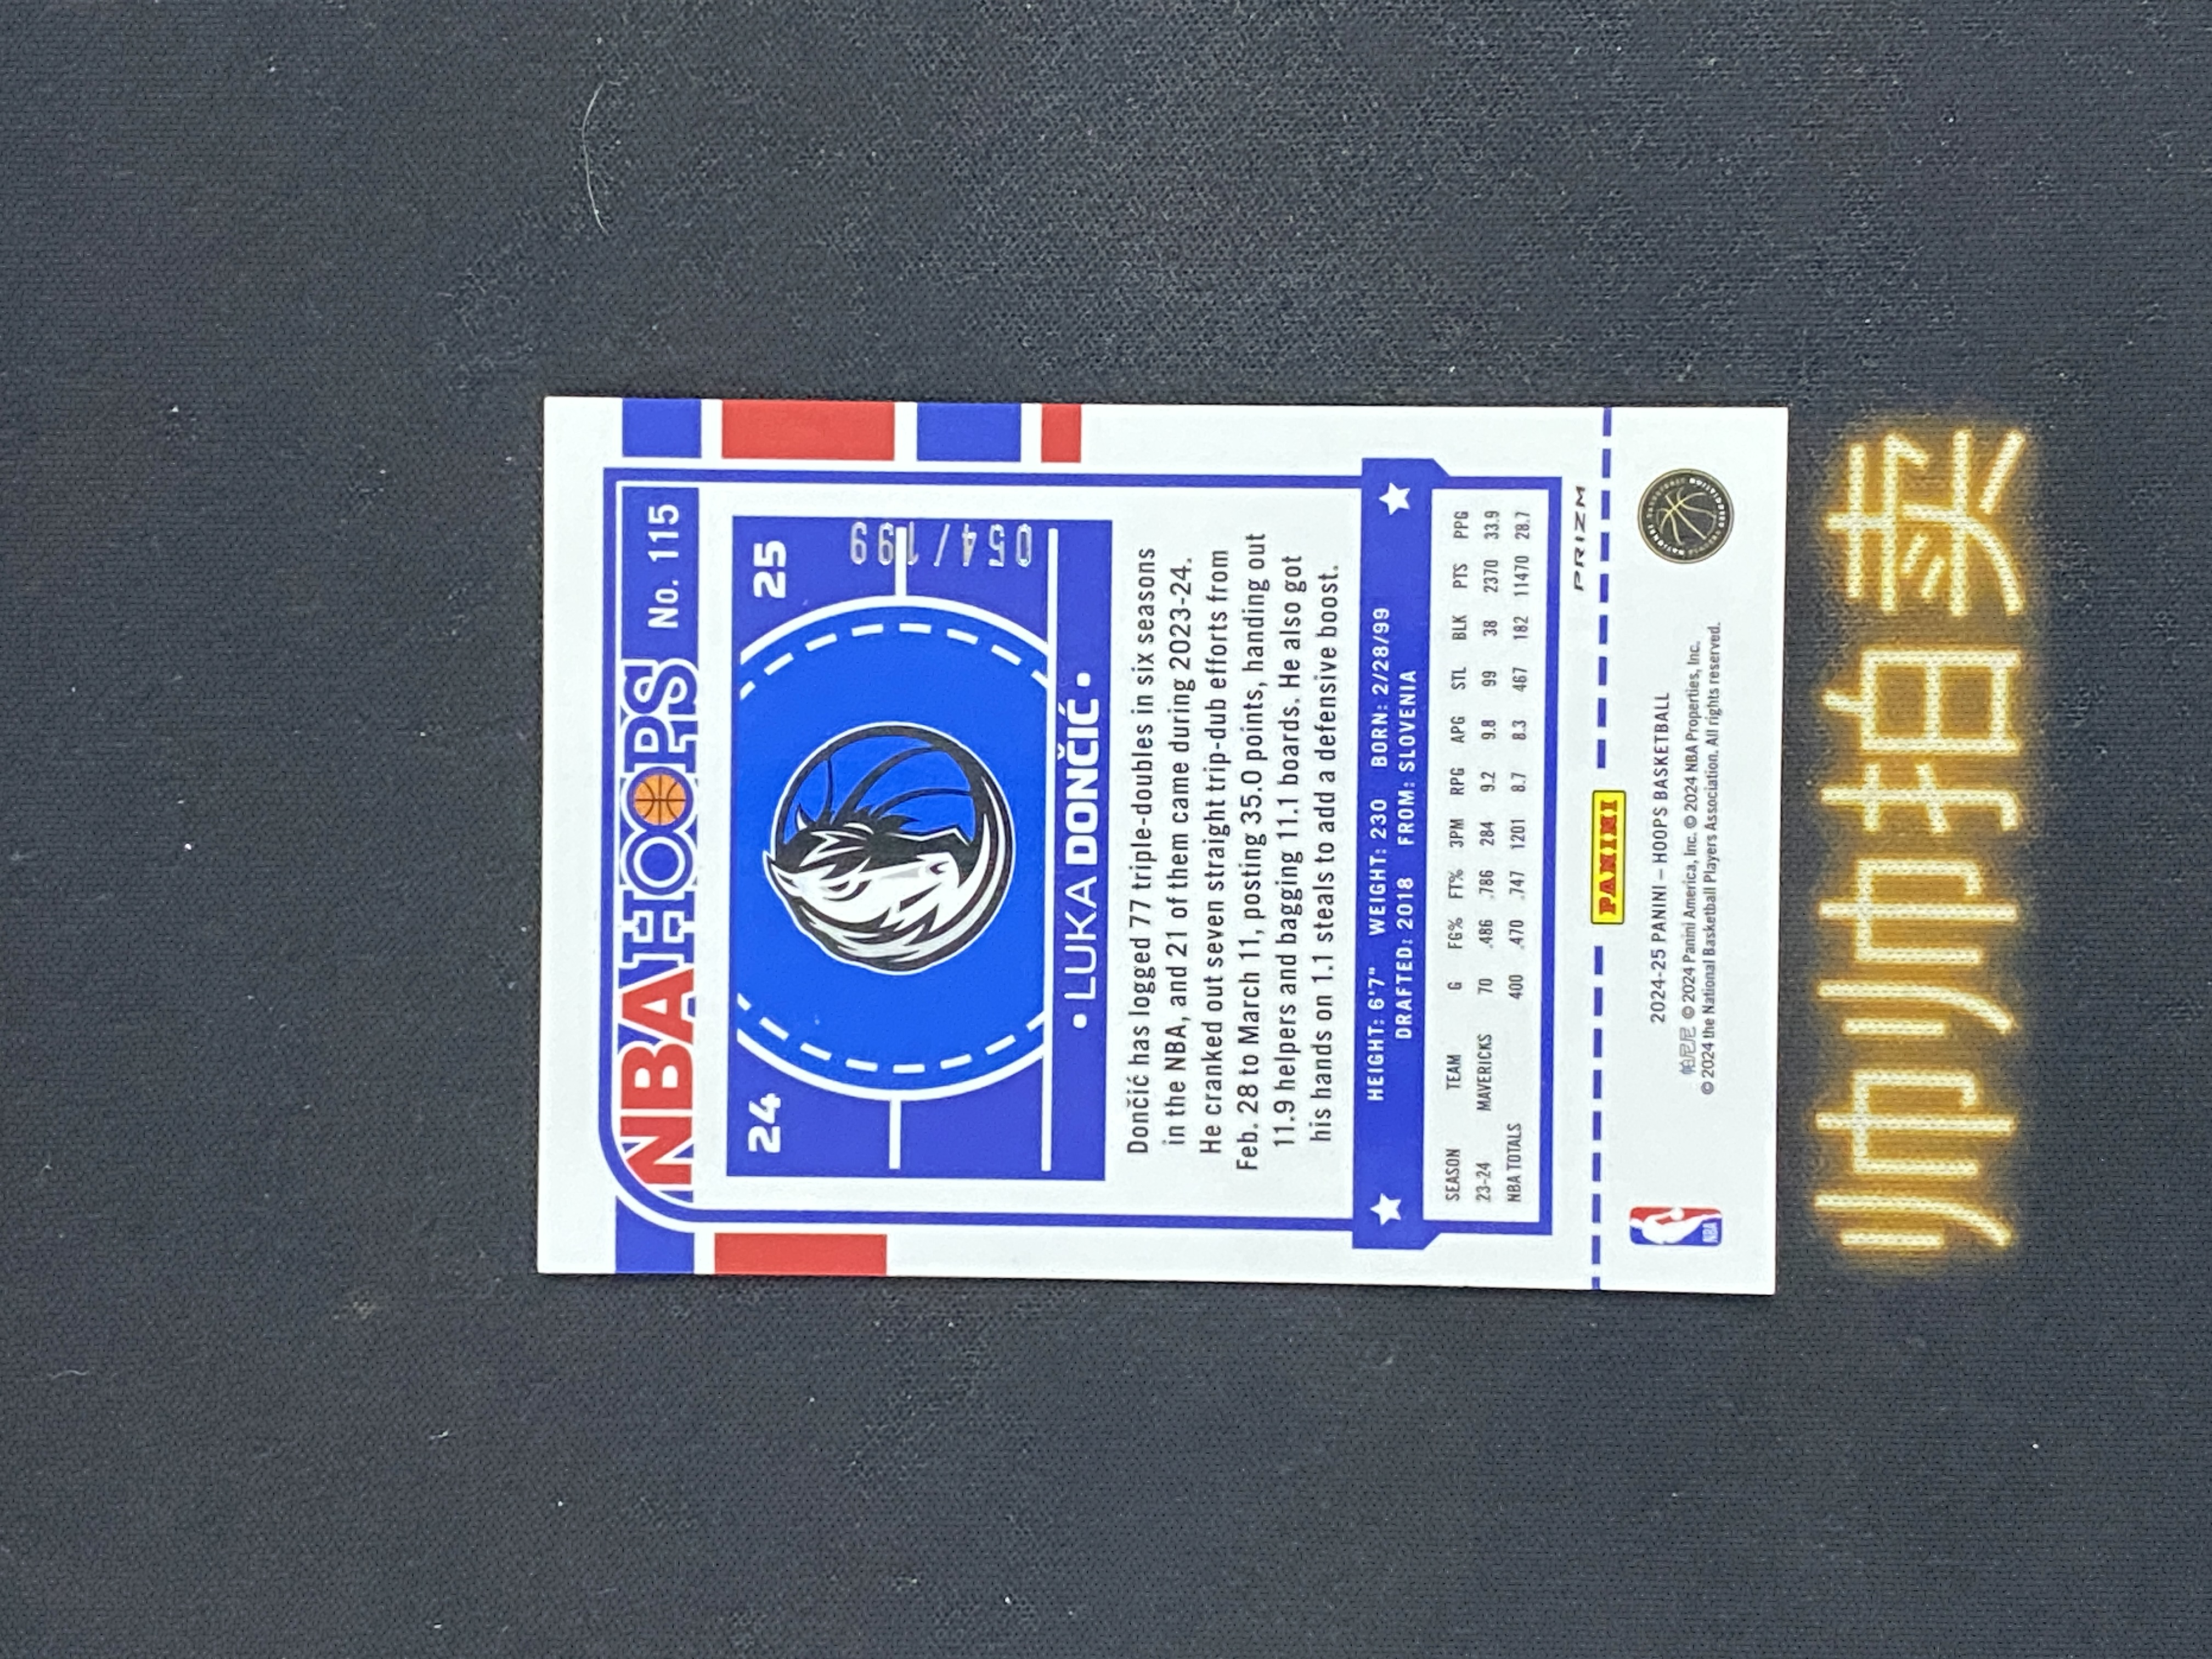 NBA HOOPS No. 115
24 25
054/199
• LUKA DONČIĆ •
Dončić has logged 77 triple-doubles in six seasons
in the NBA, and 21 of them came during 2023-24.
He cranked out seven straight trip-dub efforts from
Feb. 28 to March 11, posting 35.0 points, handing out
11.9 helpers and bagging 11.1 boards. He also got
his hands on 1.1 steals to add a defensive boost.
HEIGHT: 6'7" WEIGHT: 230 BORN: 2/28/99
DRAFTED: 2018 FROM: SLOVENIA
SEASON TEAM G FG% FT% 3PM RPG APG STL BLK PTS PPG
23-24 MAVERICKS 70 .486 .786 284 9.2 9.8 99 38 2370 33.9
NBA TOTALS 400 .470 .747 1201 8.7 8.3 467 182 11470 28.7
PRIZM
PANINI
2024-25 PANINI – HOOPS BASKETBALL
帕尼尼 © 2024 Panini America, Inc. © 2024 NBA Properties, Inc.
© 2024 the National Basketball Players Association. All rights reserved.
NBA
帅帅拍卖